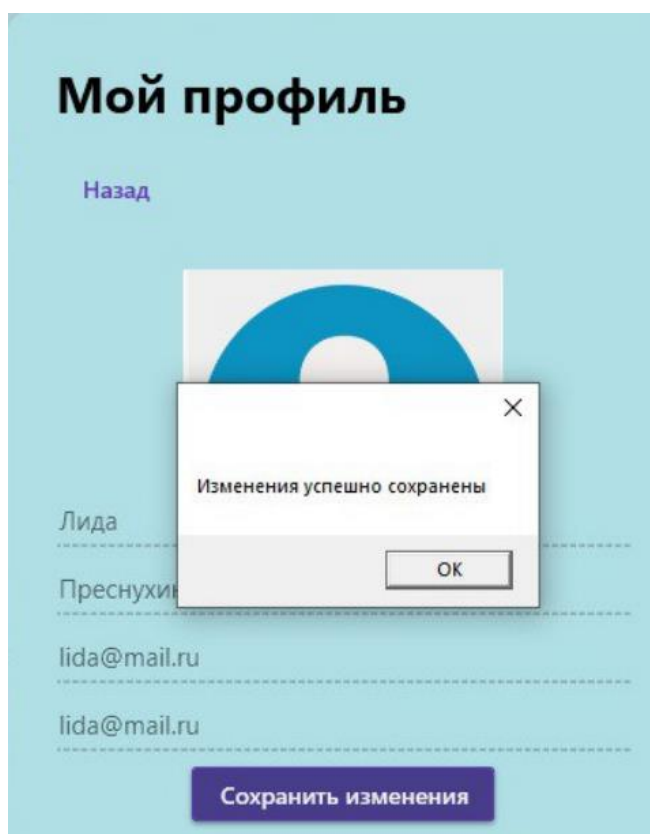 Мой профиль
Назад
Изменения успешно сохранены
OK
Лида
lida@mail.ru
lida@mail.ru
Сохранить изменения